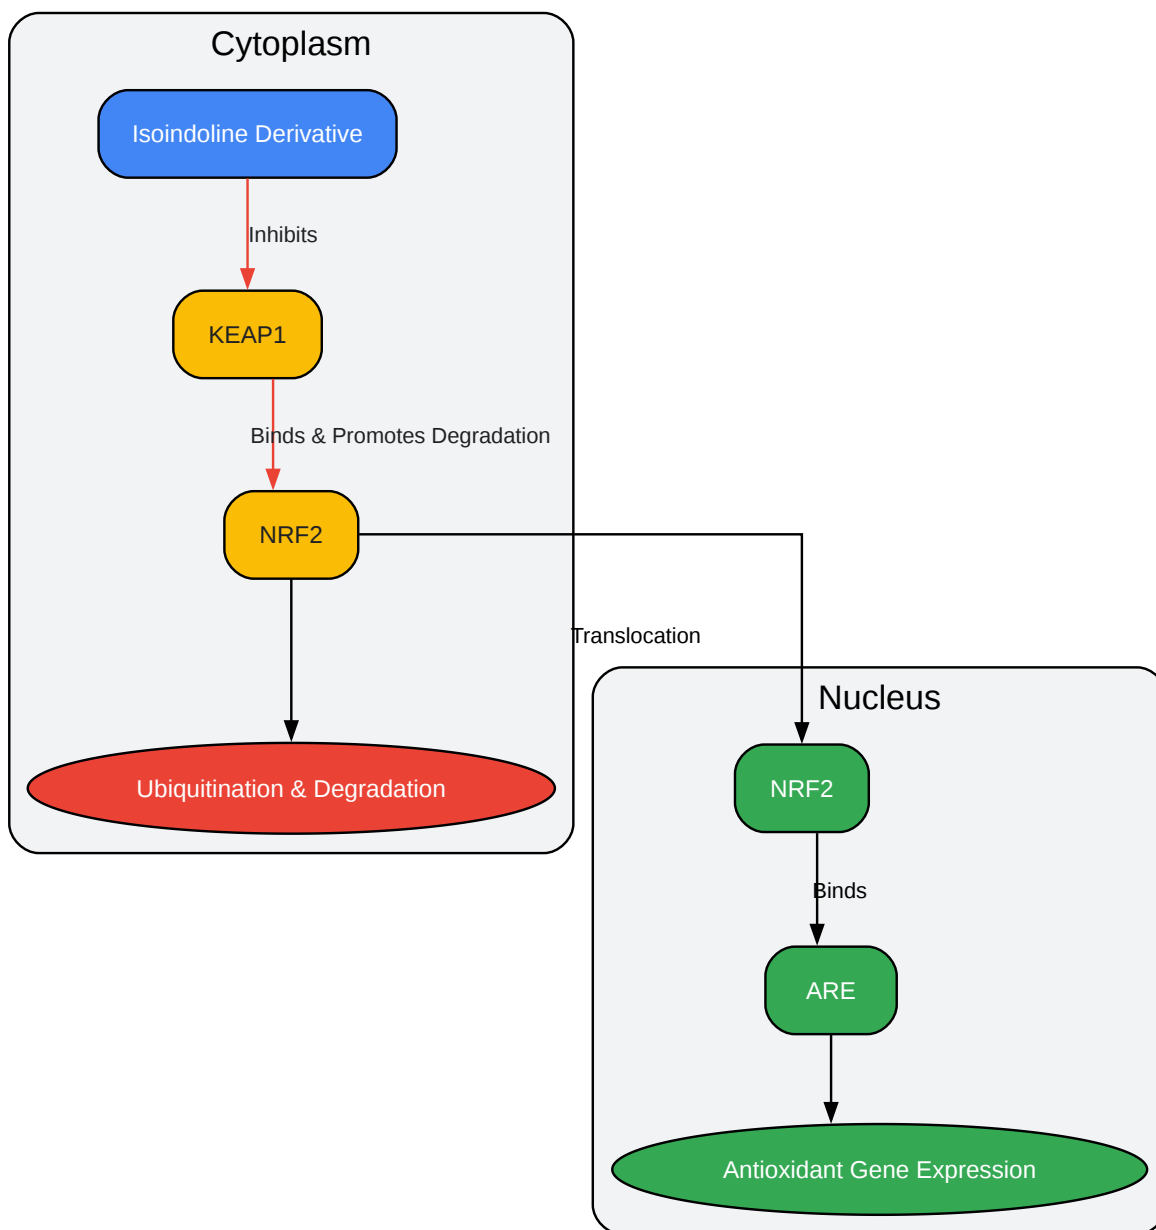 Cytoplasm
Isoindoline Derivative
Inhibits
KEAP1
Binds & Promotes Degradation
NRF2
Translocation
Ubiquitination & Degradation
Nucleus
NRF2
Binds
ARE
Antioxidant Gene Expression